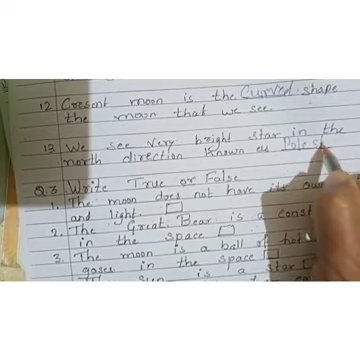 12 Cresent moon is the Curved shape
the moon that we see.
13 We see very bright star in the
north direction known as Pole s
Q.3 Write True or False
1. The moon does not have its own
and light.
2. The Great Bear is a const
in the space
3. The moon is a ball of hot
gases in the space
is a star